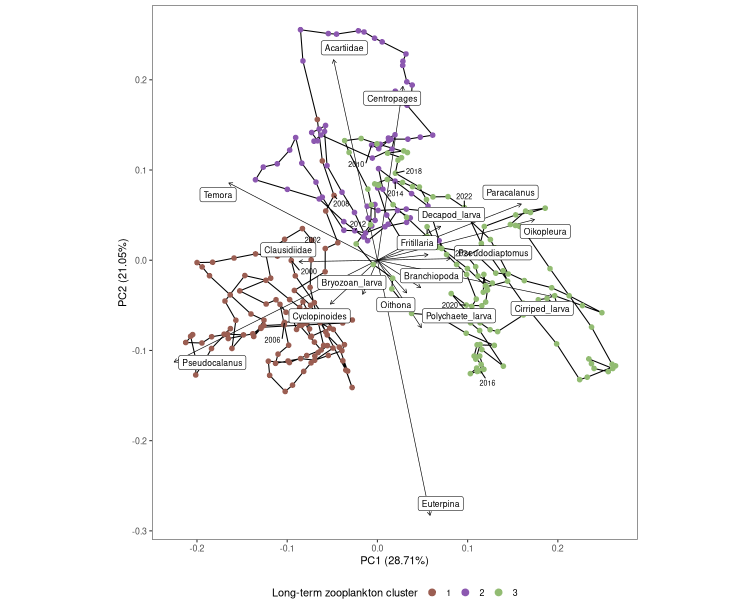 Acartiidae
0.2
Centropages
2010
0.1
2018
Temora
2008
2014
2022
Paracalanus
Decapod_larva
2012
Oikopleura
2002
Fritillaria
Clausidiidae
Pseudodiaptomus
0.0
2000
Branchiopoda
Bryozoan_larva
Oithona
2020
Cirriped_larva
Cyclopinoides
Polychaete_larva
2006
-0.1
Pseudocalanus
2016
-0.2
Euterpina
-0.3
PC2 (21.05%)
-0.2 -0.1 0.0 0.1 0.2
PC1 (28.71%)
Long-term zooplankton cluster 1 2 3